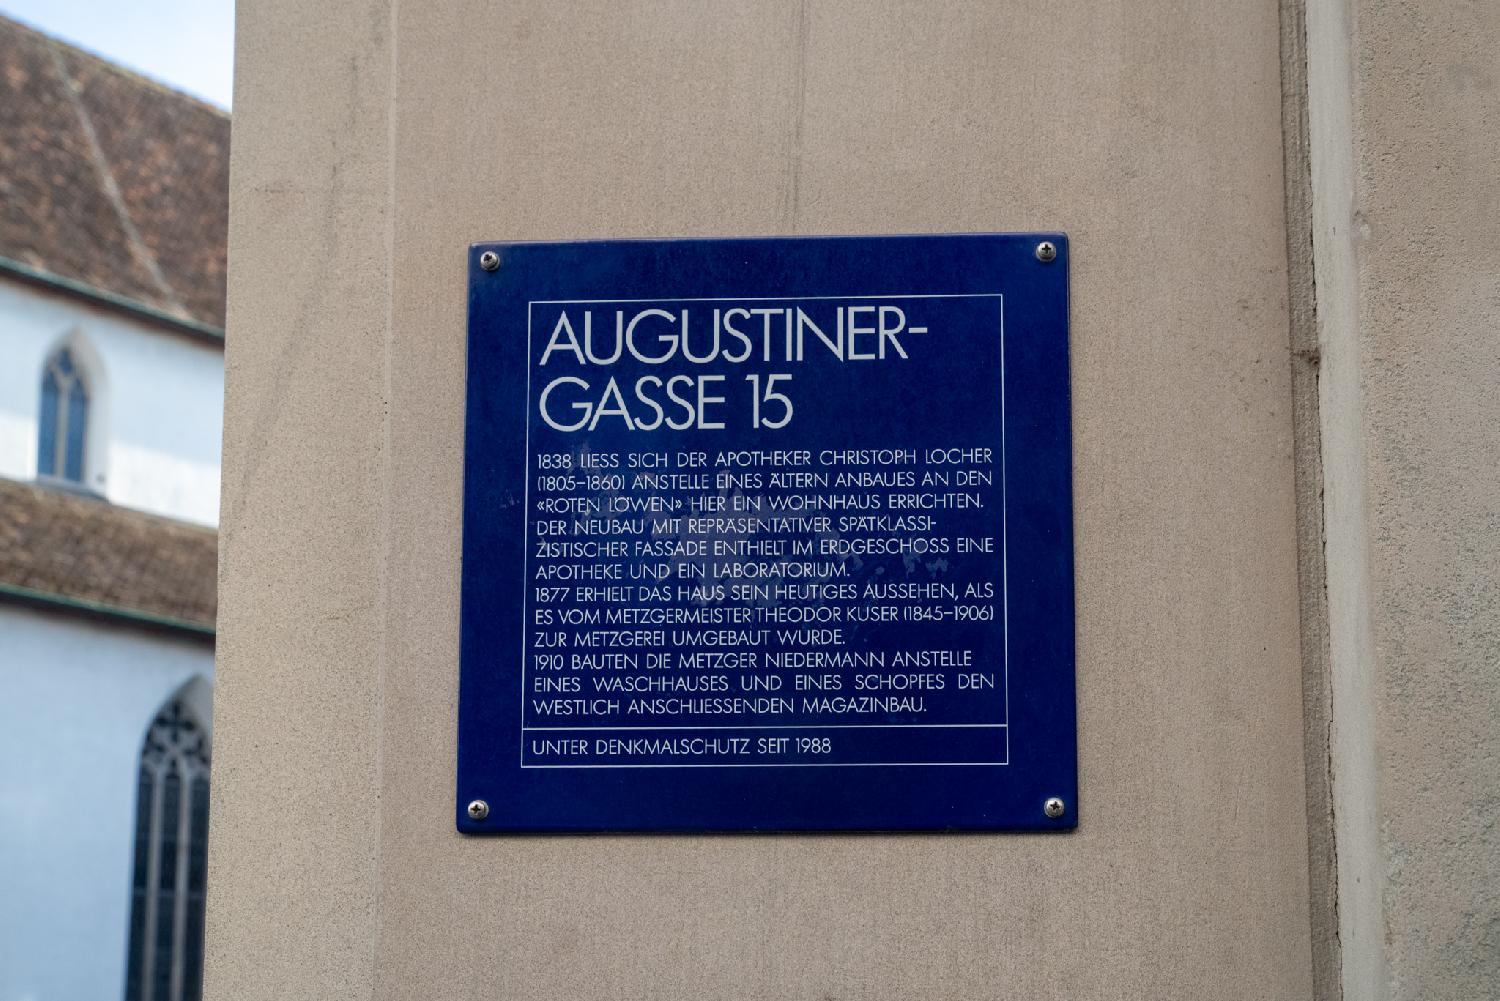 AUGUSTINER-
GASSE 15
1838 LIESS SICH DER APOTHEKER CHRISTOPH LOCHER
(1805–1860) ANSTELLE EINES ÄLTERN ANBAUES AN DEN
«ROTEN LÖWEN» HIER EIN WOHNHAUS ERRICHTEN.
DER NEUBAU MIT REPRÄSENTATIVER SPÄTKLASSI-
ZISTISCHER FASSADE ENTHIELT IM ERDGESCHOSS EINE
APOTHEKE UND EIN LABORATORIUM.
1877 ERHIELT DAS HAUS SEIN HEUTIGES AUSSEHEN, ALS
ES VOM METZGERMEISTER THEODOR KUSER (1845–1906)
ZUR METZGEREI UMGEBAUT WURDE.
1910 BAUTEN DIE METZGER NIEDERMANN ANSTELLE
EINES WASCHHAUSES UND EINES SCHOPFES DEN
WESTLICH ANSCHLIESSENDEN MAGAZINBAU.
UNTER DENKMALSCHUTZ SEIT 1988